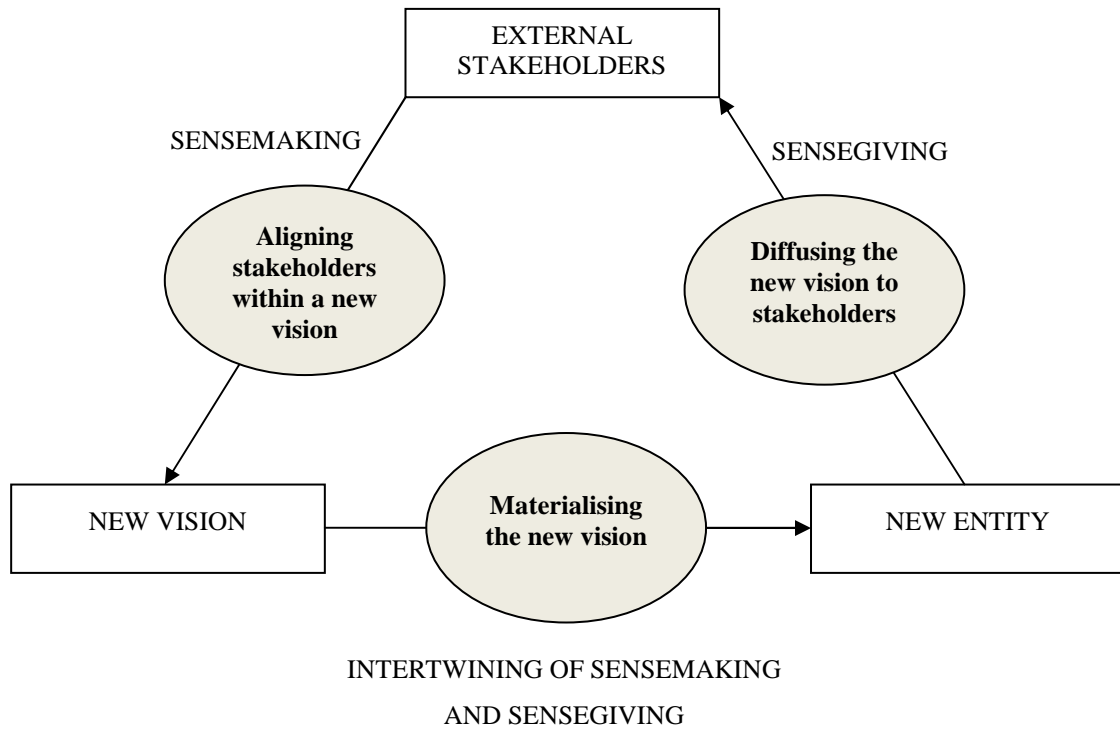 EXTERNAL
STAKEHOLDERS
SENSEMAKING
SENSEGIVING
Aligning
stakeholders
within a new
vision
Diffusing the
new vision to
stakeholders
NEW VISION
Materialising
the new vision
NEW ENTITY
INTERTWINING OF SENSEMAKING
AND SENSEGIVING